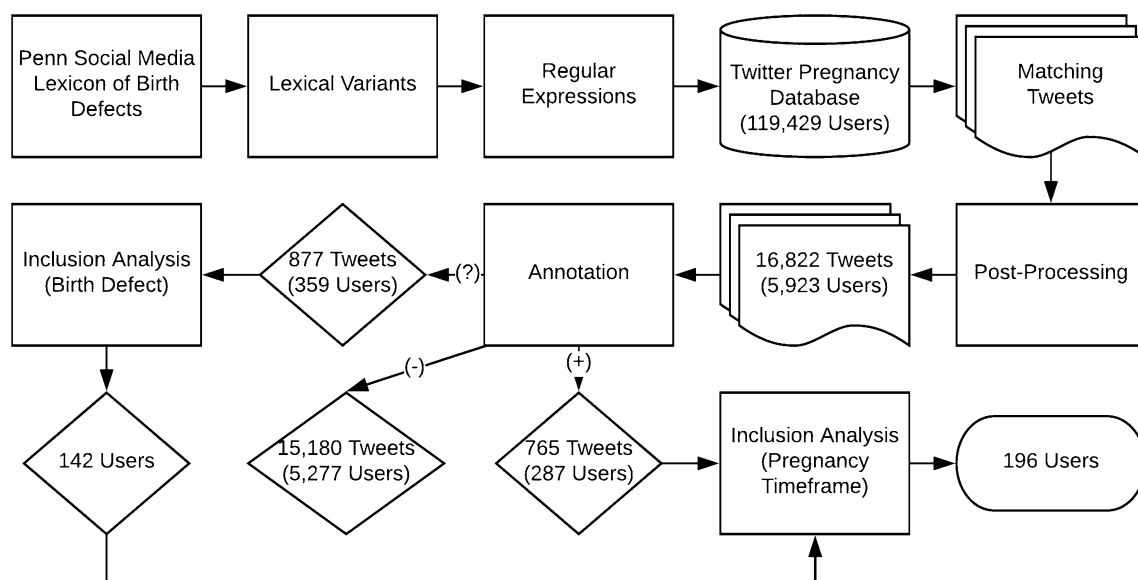 Penn Social Media
Lexicon of Birth
Defects
Lexical Variants
Regular
Expressions
Twitter Pregnancy
Database
(119,429 Users)
Matching
Tweets
Inclusion Analysis
(Birth Defect)
877 Tweets
(359 Users)
(?)
Annotation
16,822 Tweets
(5,923 Users)
Post-Processing
(-)
(+)
142 Users
15,180 Tweets
(5,277 Users)
765 Tweets
(287 Users)
Inclusion Analysis
(Pregnancy
Timeframe)
196 Users